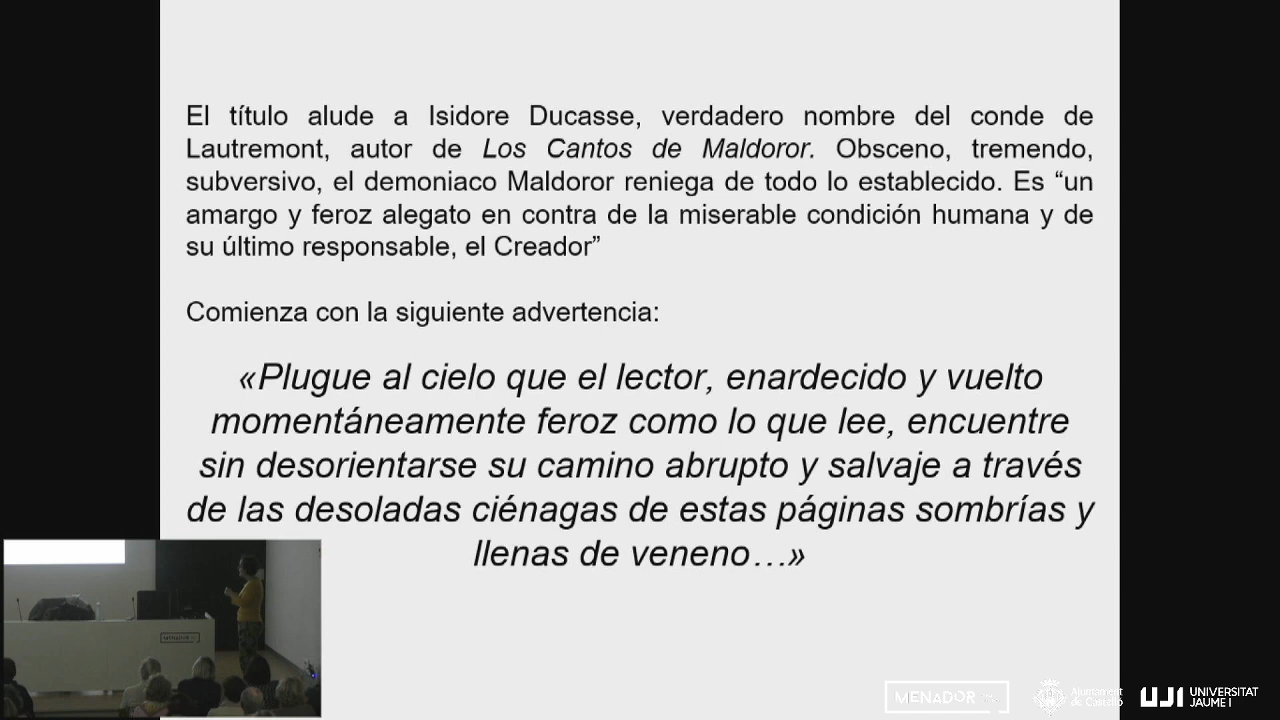 El título alude a Isidore Ducasse, verdadero nombre del conde de
Lautremont, autor de Los Cantos de Maldoror. Obsceno, tremendo,
subversivo, el demoniaco Maldoror reniega de todo lo establecido. Es “un
amargo y feroz alegato en contra de la miserable condición humana y de
su último responsable, el Creador”
Comienza con la siguiente advertencia:
«Plugue al cielo que el lector, enardecido y vuelto
momentáneamente feroz como lo que lee, encuentre
sin desorientarse su camino abrupto y salvaje a través
de las desoladas ciénagas de estas páginas sombrías y
llenas de veneno…»
MENADOR
MENADOR
Ajuntament
de Castelló
UJI UNIVERSITAT
JAUME I